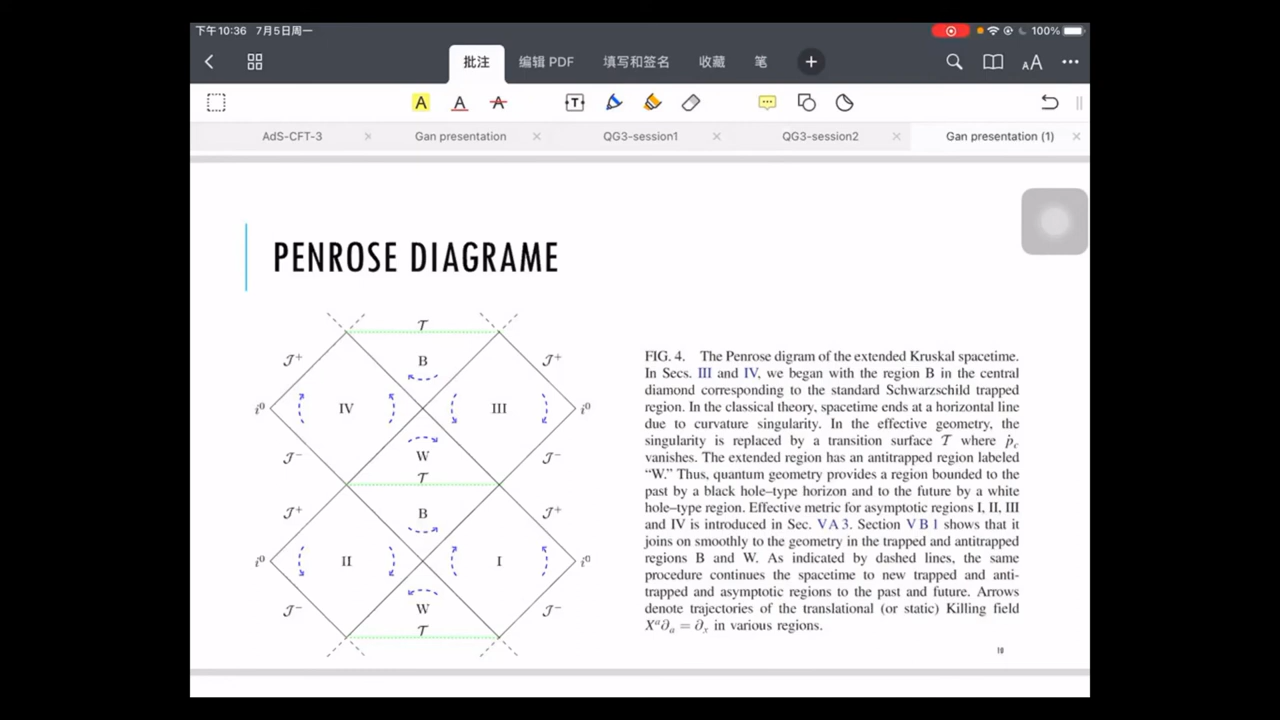 下午10:36 7月5日周一
100%
批注 编辑 PDF 填写和签名 收藏 笔 +
AA
A A A T
AdS-CFT-3 × Gan presentation × QG3-session1 × QG3-session2 × Gan presentation (1) ×
PENROSE DIAGRAME
𝒯
B
𝒥⁺ 𝒥⁺
i⁰ IV III i⁰
W
𝒥⁻ 𝒥⁻
𝒯
B
𝒥⁺ 𝒥⁺
i⁰ II I i⁰
W
𝒥⁻ 𝒥⁻
𝒯
FIG. 4. The Penrose digram of the extended Kruskal spacetime.
In Secs. III and IV, we began with the region B in the central
diamond corresponding to the standard Schwarzschild trapped
region. In the classical theory, spacetime ends at a horizontal line
due to curvature singularity. In the effective geometry, the
singularity is replaced by a transition surface 𝒯 where ṗc
vanishes. The extended region has an antitrapped region labeled
“W.” Thus, quantum geometry provides a region bounded to the
past by a black hole–type horizon and to the future by a white
hole–type region. Effective metric for asymptotic regions I, II, III
and IV is introduced in Sec. V A 3. Section V B 1 shows that it
joins on smoothly to the geometry in the trapped and antitrapped
regions B and W. As indicated by dashed lines, the same
procedure continues the spacetime to new trapped and anti-
trapped and asymptotic regions to the past and future. Arrows
denote trajectories of the translational (or static) Killing field
Xᵃ∂ₐ = ∂ₓ in various regions.
10